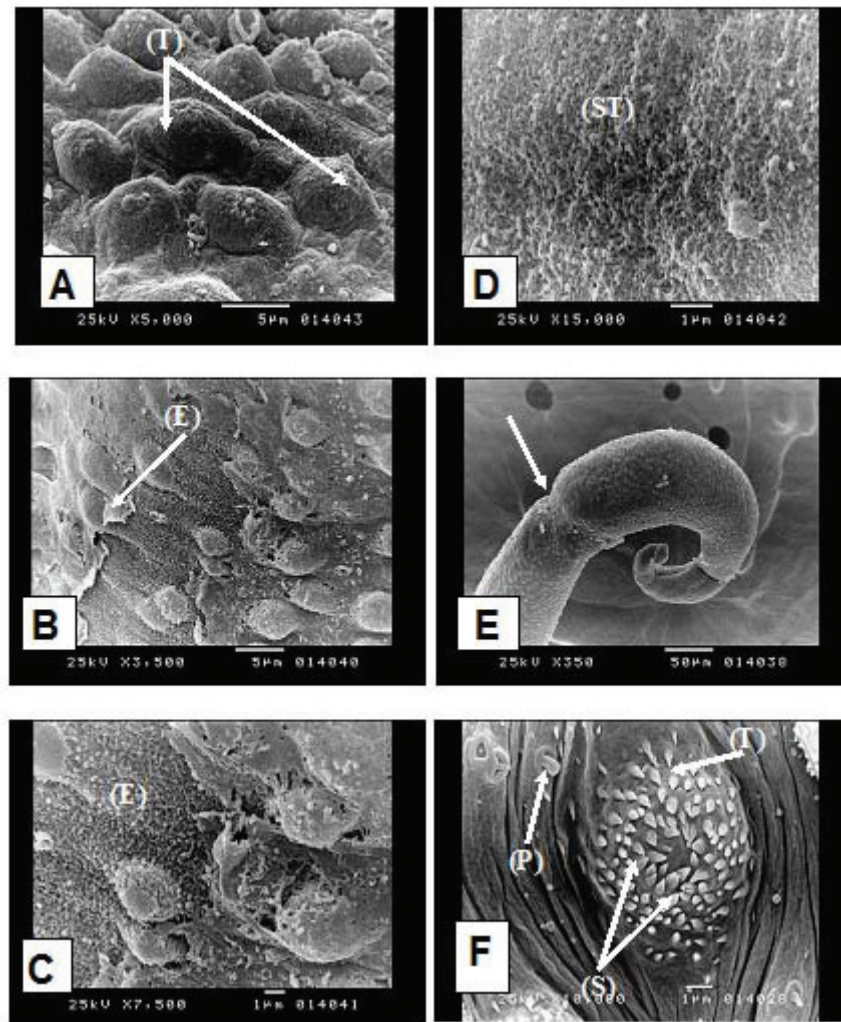 (T)
A
25kV X5,000 5µm 014043
(ST)
D
25kV X15,000 1µm 014042
(E)
B
25kV X3,500 5µm 014040
E
25kV X350 50µm 014038
(E)
C
25kV X7,500 1µm 014041
(T)
(P)
F
(S)
25kV 1µm 014028